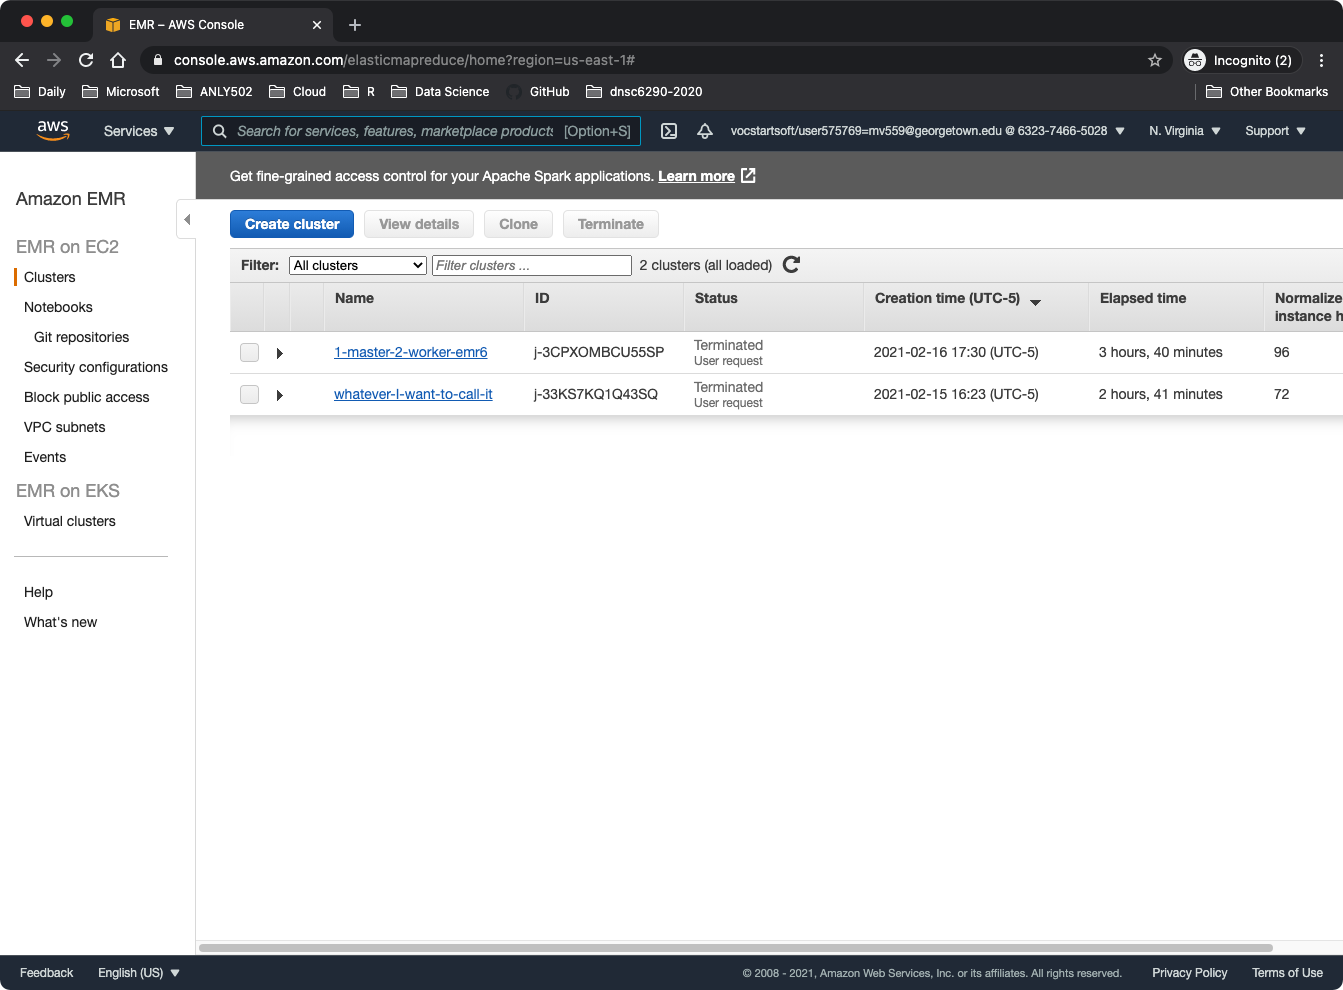 EMR – AWS Console
console.aws.amazon.com/elasticmapreduce/home?region=us-east-1#
Incognito (2)
Daily Microsoft ANLY502 Cloud R Data Science GitHub dnsc6290-2020 Other Bookmarks
aws Services Search for services, features, marketplace products [Option+S] vocstartsoft/user575769=mv559@georgetown.edu @ 6323-7466-5028 N. Virginia Support
Get fine-grained access control for your Apache Spark applications. Learn more
Amazon EMR
EMR on EC2
Clusters
Notebooks
Git repositories
Security configurations
Block public access
VPC subnets
Events
EMR on EKS
Virtual clusters
Help
What's new
Create cluster View details Clone Terminate
Filter: All clusters Filter clusters ... 2 clusters (all loaded)
Name ID Status Creation time (UTC-5) Elapsed time Normalize
instance h
1-master-2-worker-emr6 j-3CPXOMBCU55SP Terminated 2021-02-16 17:30 (UTC-5) 3 hours, 40 minutes 96
User request
whatever-I-want-to-call-it j-33KS7KQ1Q43SQ Terminated 2021-02-15 16:23 (UTC-5) 2 hours, 41 minutes 72
User request
Feedback English (US) © 2008 - 2021, Amazon Web Services, Inc. or its affiliates. All rights reserved. Privacy Policy Terms of Use